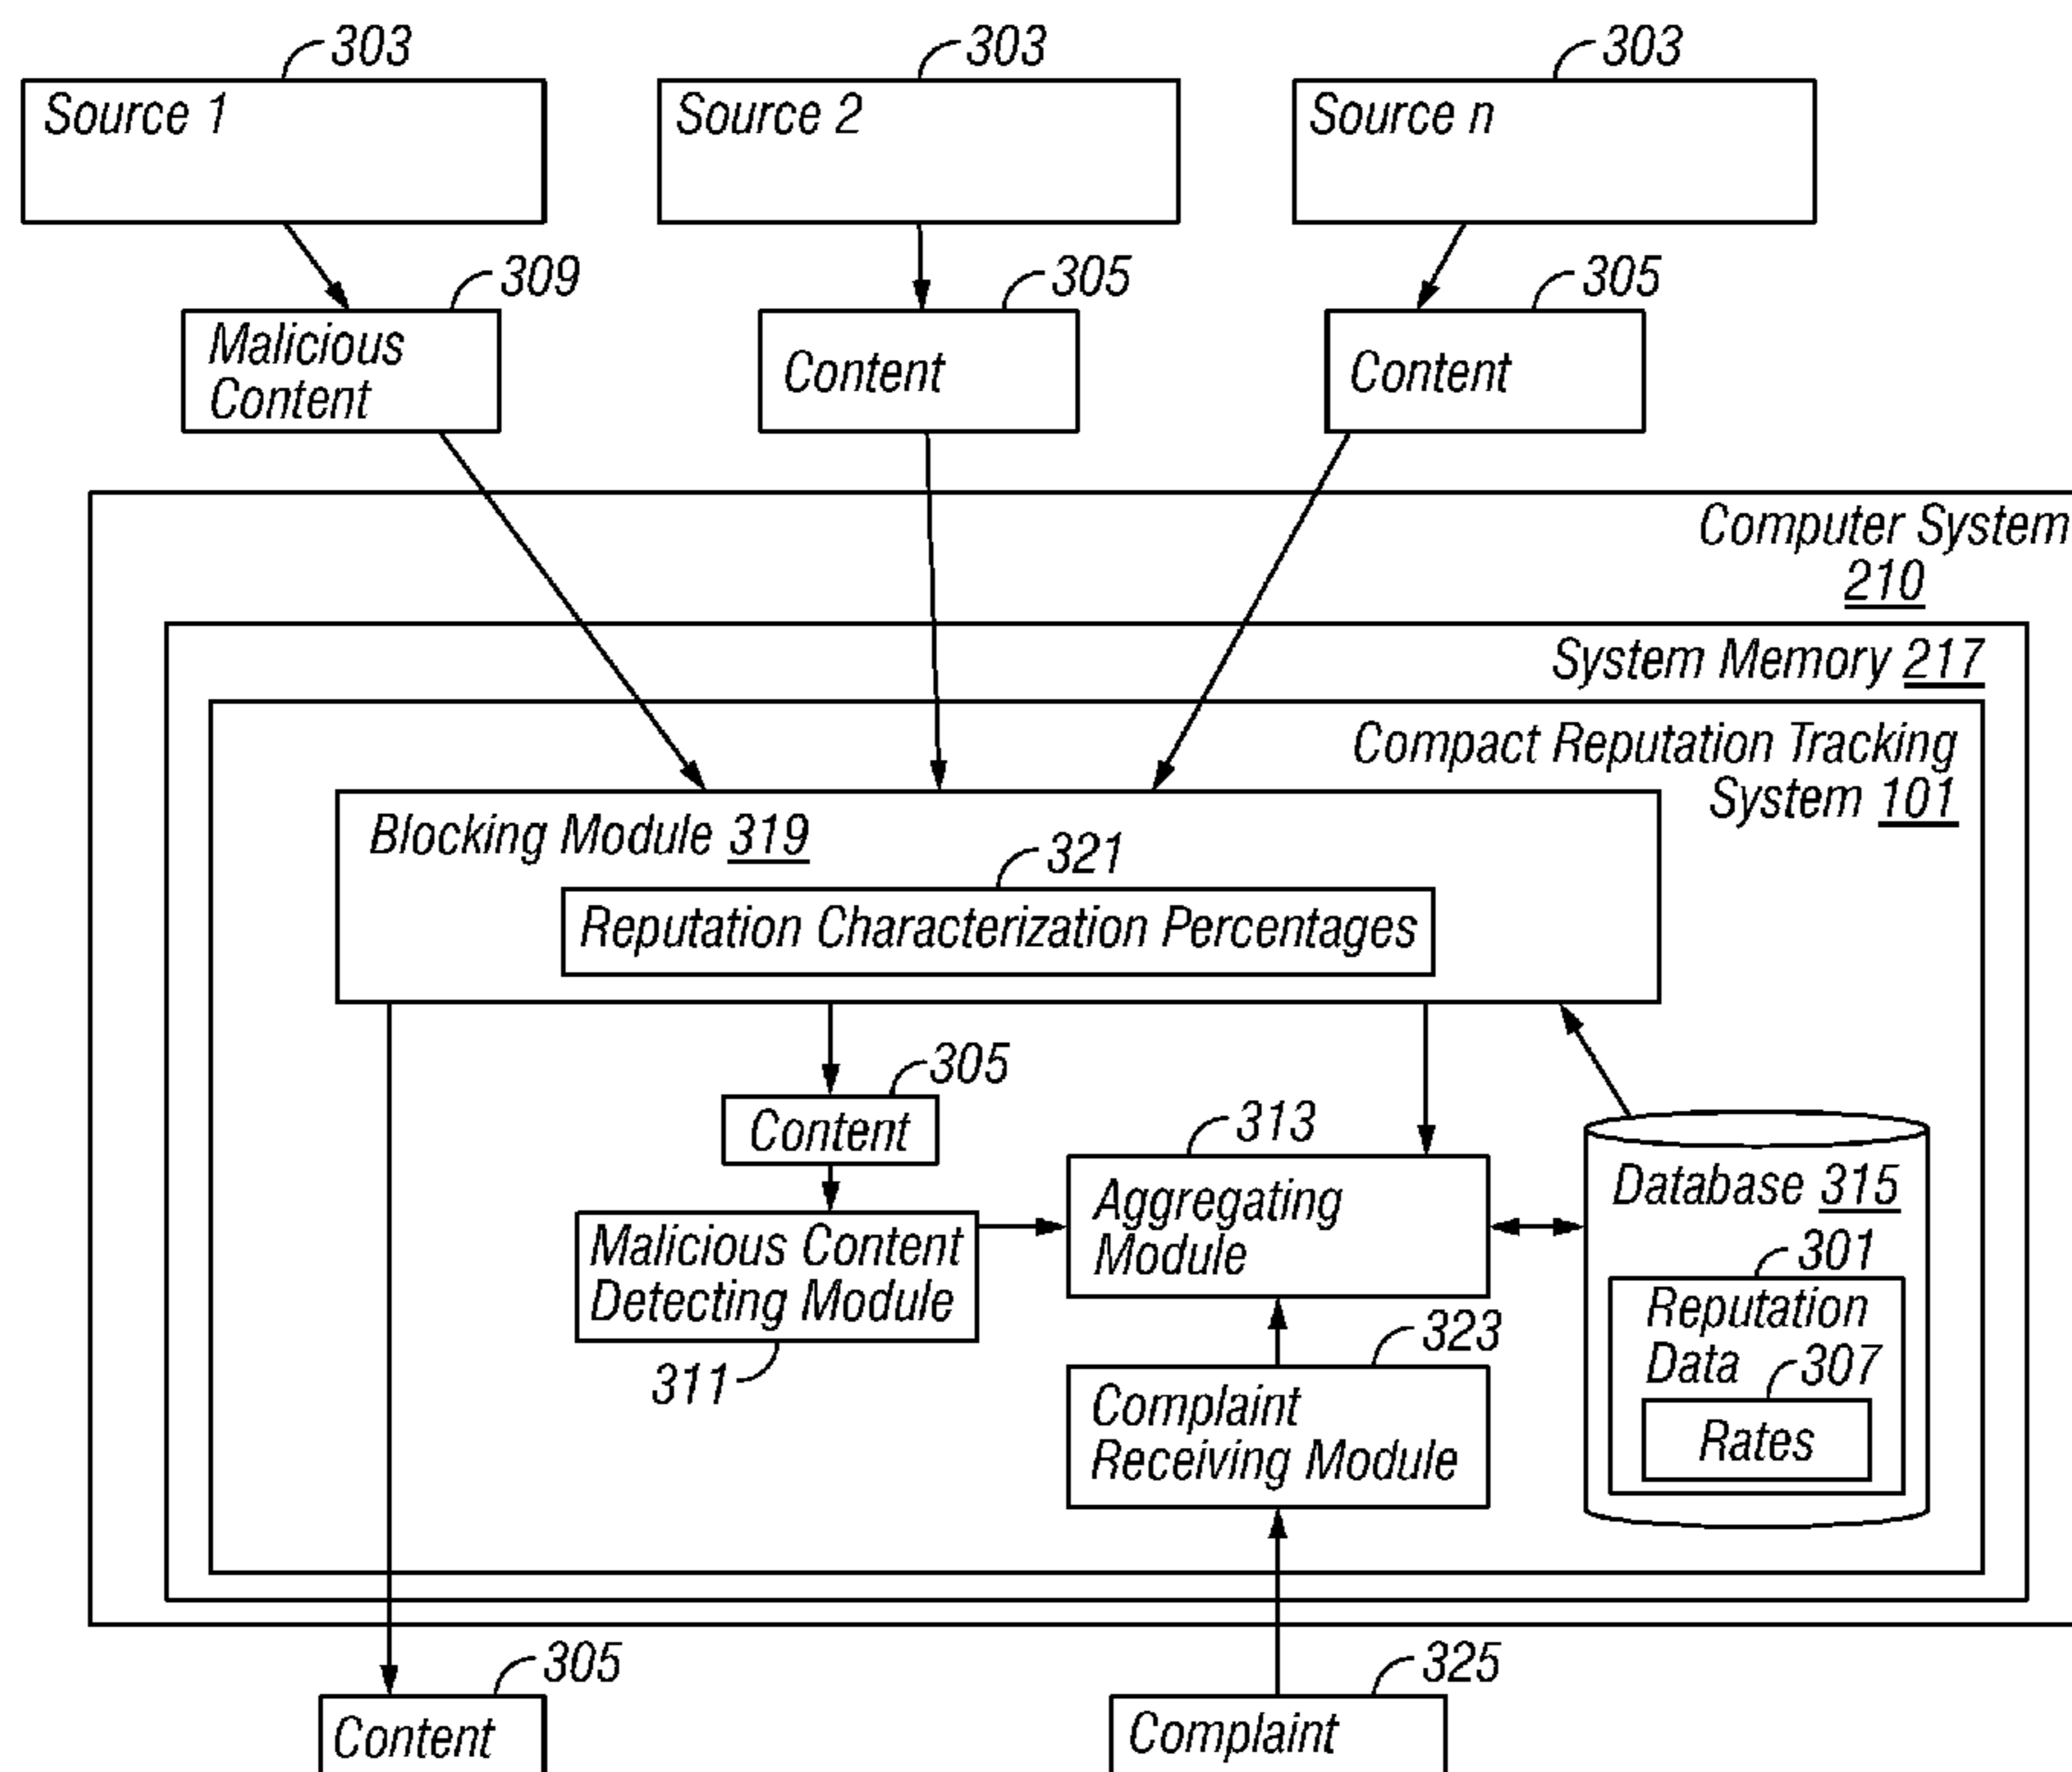 303
303
303
Source 1
Source 2
Source n
309
305
305
Malicious
Content
Content
Content
Computer System
210
System Memory 217
Compact Reputation Tracking
System 101
Blocking Module 319
321
Reputation Characterization Percentages
305
Content
313
Aggregating
Module
Database 315
301
Reputation
Data
307
Rates
Malicious Content
Detecting Module
311
323
Complaint
Receiving Module
305
Content
325
Complaint